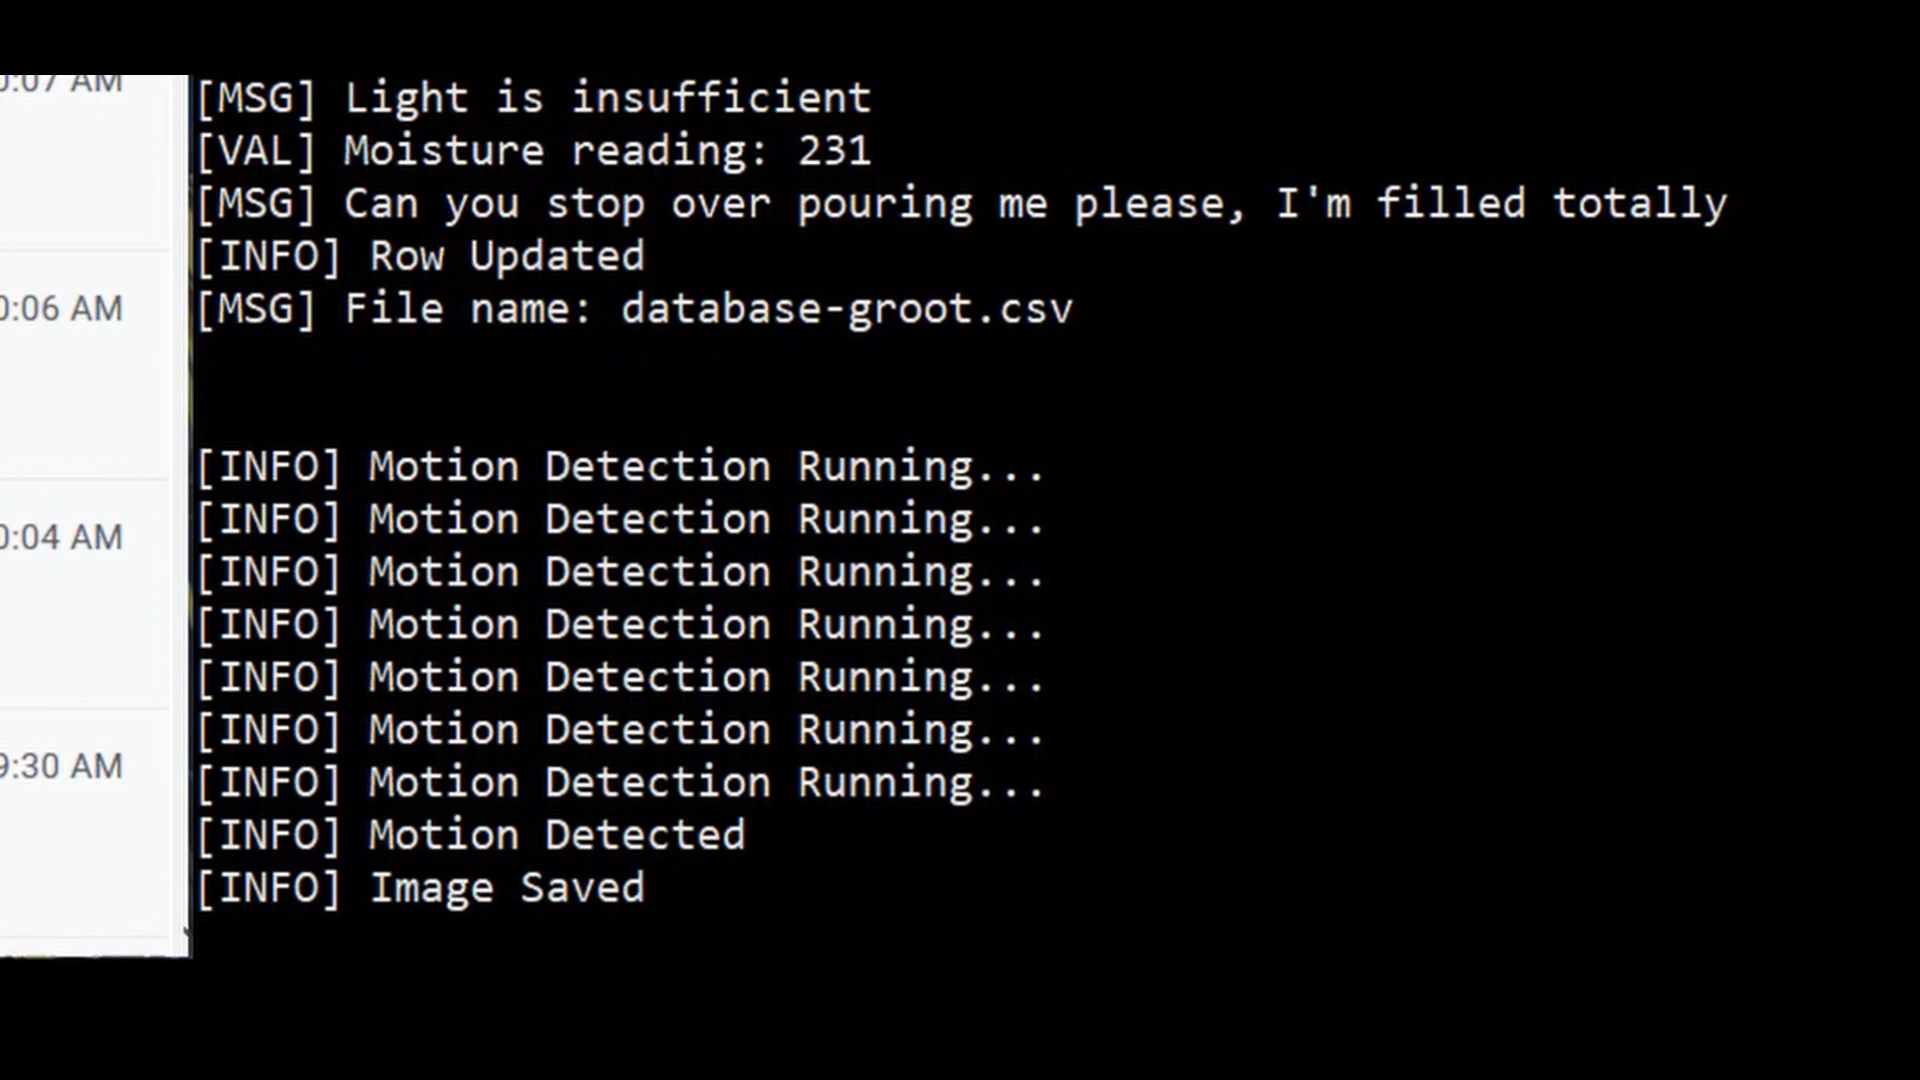 [MSG] Light is insufficient
[VAL] Moisture reading: 231
[MSG] Can you stop over pouring me please, I'm filled totally
[INFO] Row Updated
[MSG] File name: database-groot.csv
[INFO] Motion Detection Running...
[INFO] Motion Detection Running...
[INFO] Motion Detection Running...
[INFO] Motion Detection Running...
[INFO] Motion Detection Running...
[INFO] Motion Detection Running...
[INFO] Motion Detection Running...
[INFO] Motion Detected
[INFO] Image Saved
:07 AM
0:06 AM
0:04 AM
9:30 AM